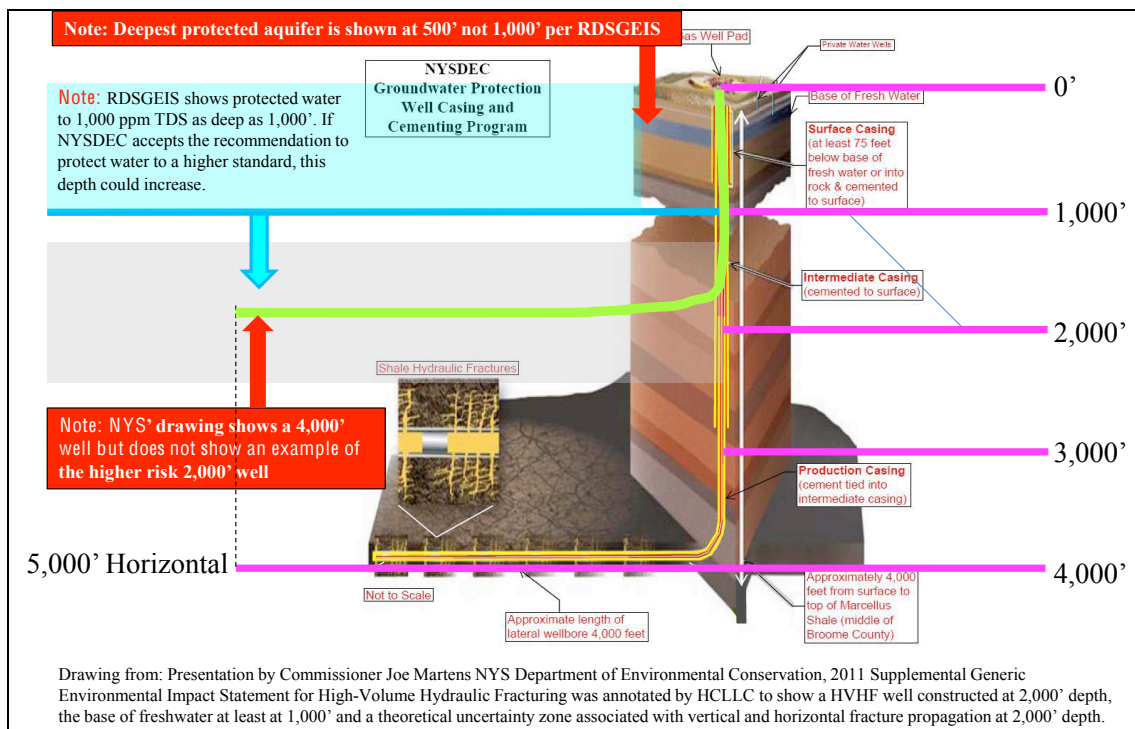 Note: Deepest protected aquifer is shown at 500' not 1,000' per RDSGEIS
Gas Well Pad
Private Water Wells
NYSDEC
Groundwater Protection
Well Casing and
Cementing Program
0'
Note: RDSGEIS shows protected water
to 1,000 ppm TDS as deep as 1,000'. If
NYSDEC accepts the recommendation to
protect water to a higher standard, this
depth could increase.
Base of Fresh Water
Surface Casing
(at least 75 feet
below base of
fresh water or into
rock & cemented
to surface)
1,000'
Intermediate Casing
(cemented to surface)
2,000'
Shale Hydraulic Fractures
Note: NYS' drawing shows a 4,000'
well but does not show an example of
the higher risk 2,000' well
3,000'
Production Casing
(cement tied into
intermediate casing)
5,000' Horizontal
4,000'
Not to Scale
Approximate length of
lateral wellbore 4,000 feet
Approximately 4,000
feet from surface to
top of Marcellus
Shale (middle of
Broome County)
Drawing from: Presentation by Commissioner Joe Martens NYS Department of Environmental Conservation, 2011 Supplemental Generic
Environmental Impact Statement for High-Volume Hydraulic Fracturing was annotated by HCLLC to show a HVHF well constructed at 2,000' depth,
the base of freshwater at least at 1,000' and a theoretical uncertainty zone associated with vertical and horizontal fracture propagation at 2,000' depth.